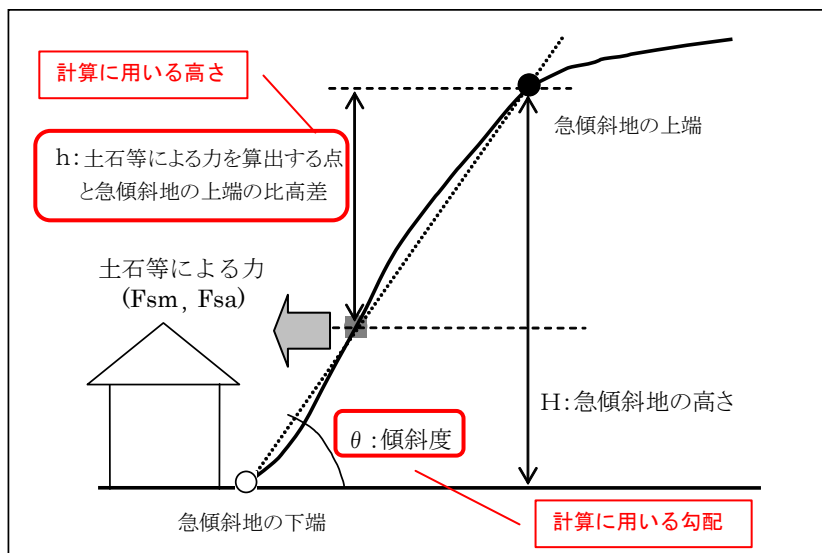 計算に用いる高さ
急傾斜地の上端
h:土石等による力を算出する点
と急傾斜地の上端の比高差
土石等による力
(Fsm, Fsa)
H:急傾斜地の高さ
θ:傾斜度
急傾斜地の下端
計算に用いる勾配